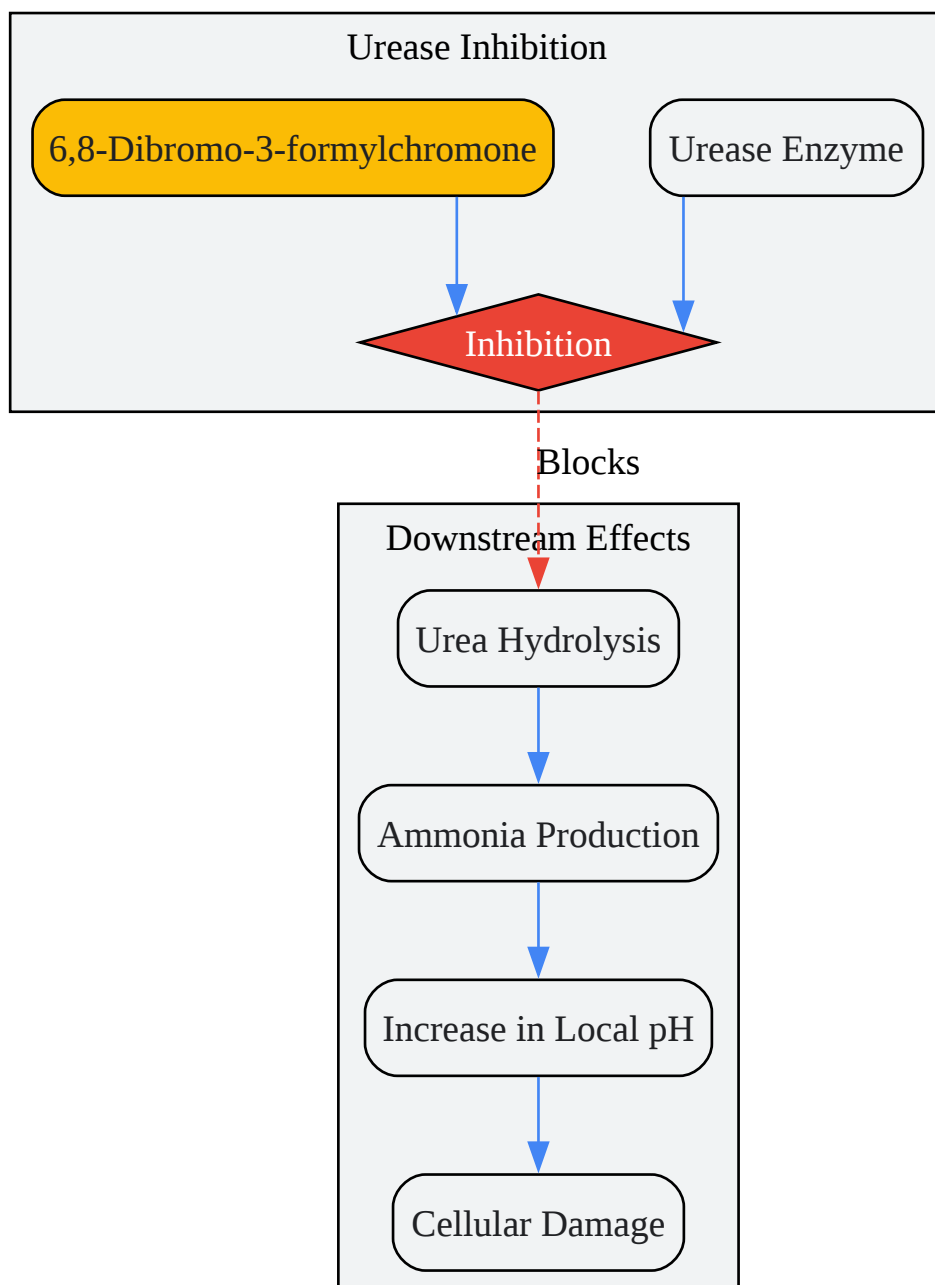 Urease Inhibition
6,8-Dibromo-3-formylchromone
Urease Enzyme
Inhibition
Blocks
Downstream Effects
Urea Hydrolysis
Ammonia Production
Increase in Local pH
Cellular Damage